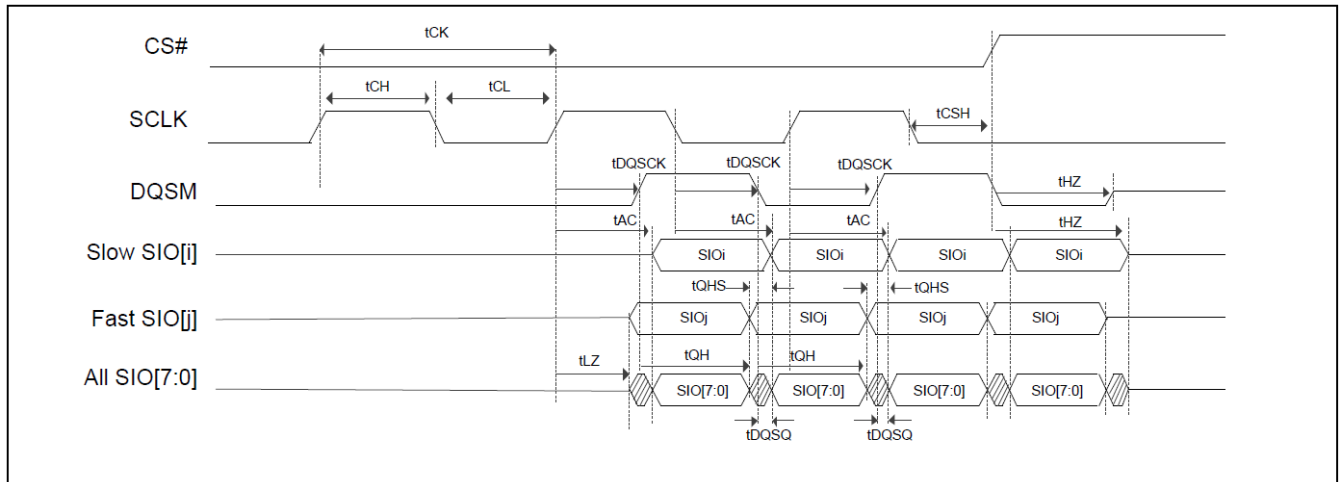 CS#
tCK
tCH
tCL
SCLK
tCSH
DQSM
tDQSCK
tDQSCK
tDQSCK
tHZ
tAC
tAC
tAC
tHZ
Slow SIO[i]
SIOi
SIOi
SIOi
SIOi
tQHS
tQHS
Fast SIO[j]
SIOj
SIOj
SIOj
SIOj
tLZ
tQH
tQH
All SIO[7:0]
SIO[7:0]
SIO[7:0]
SIO[7:0]
SIO[7:0]
tDQSQ
tDQSQ